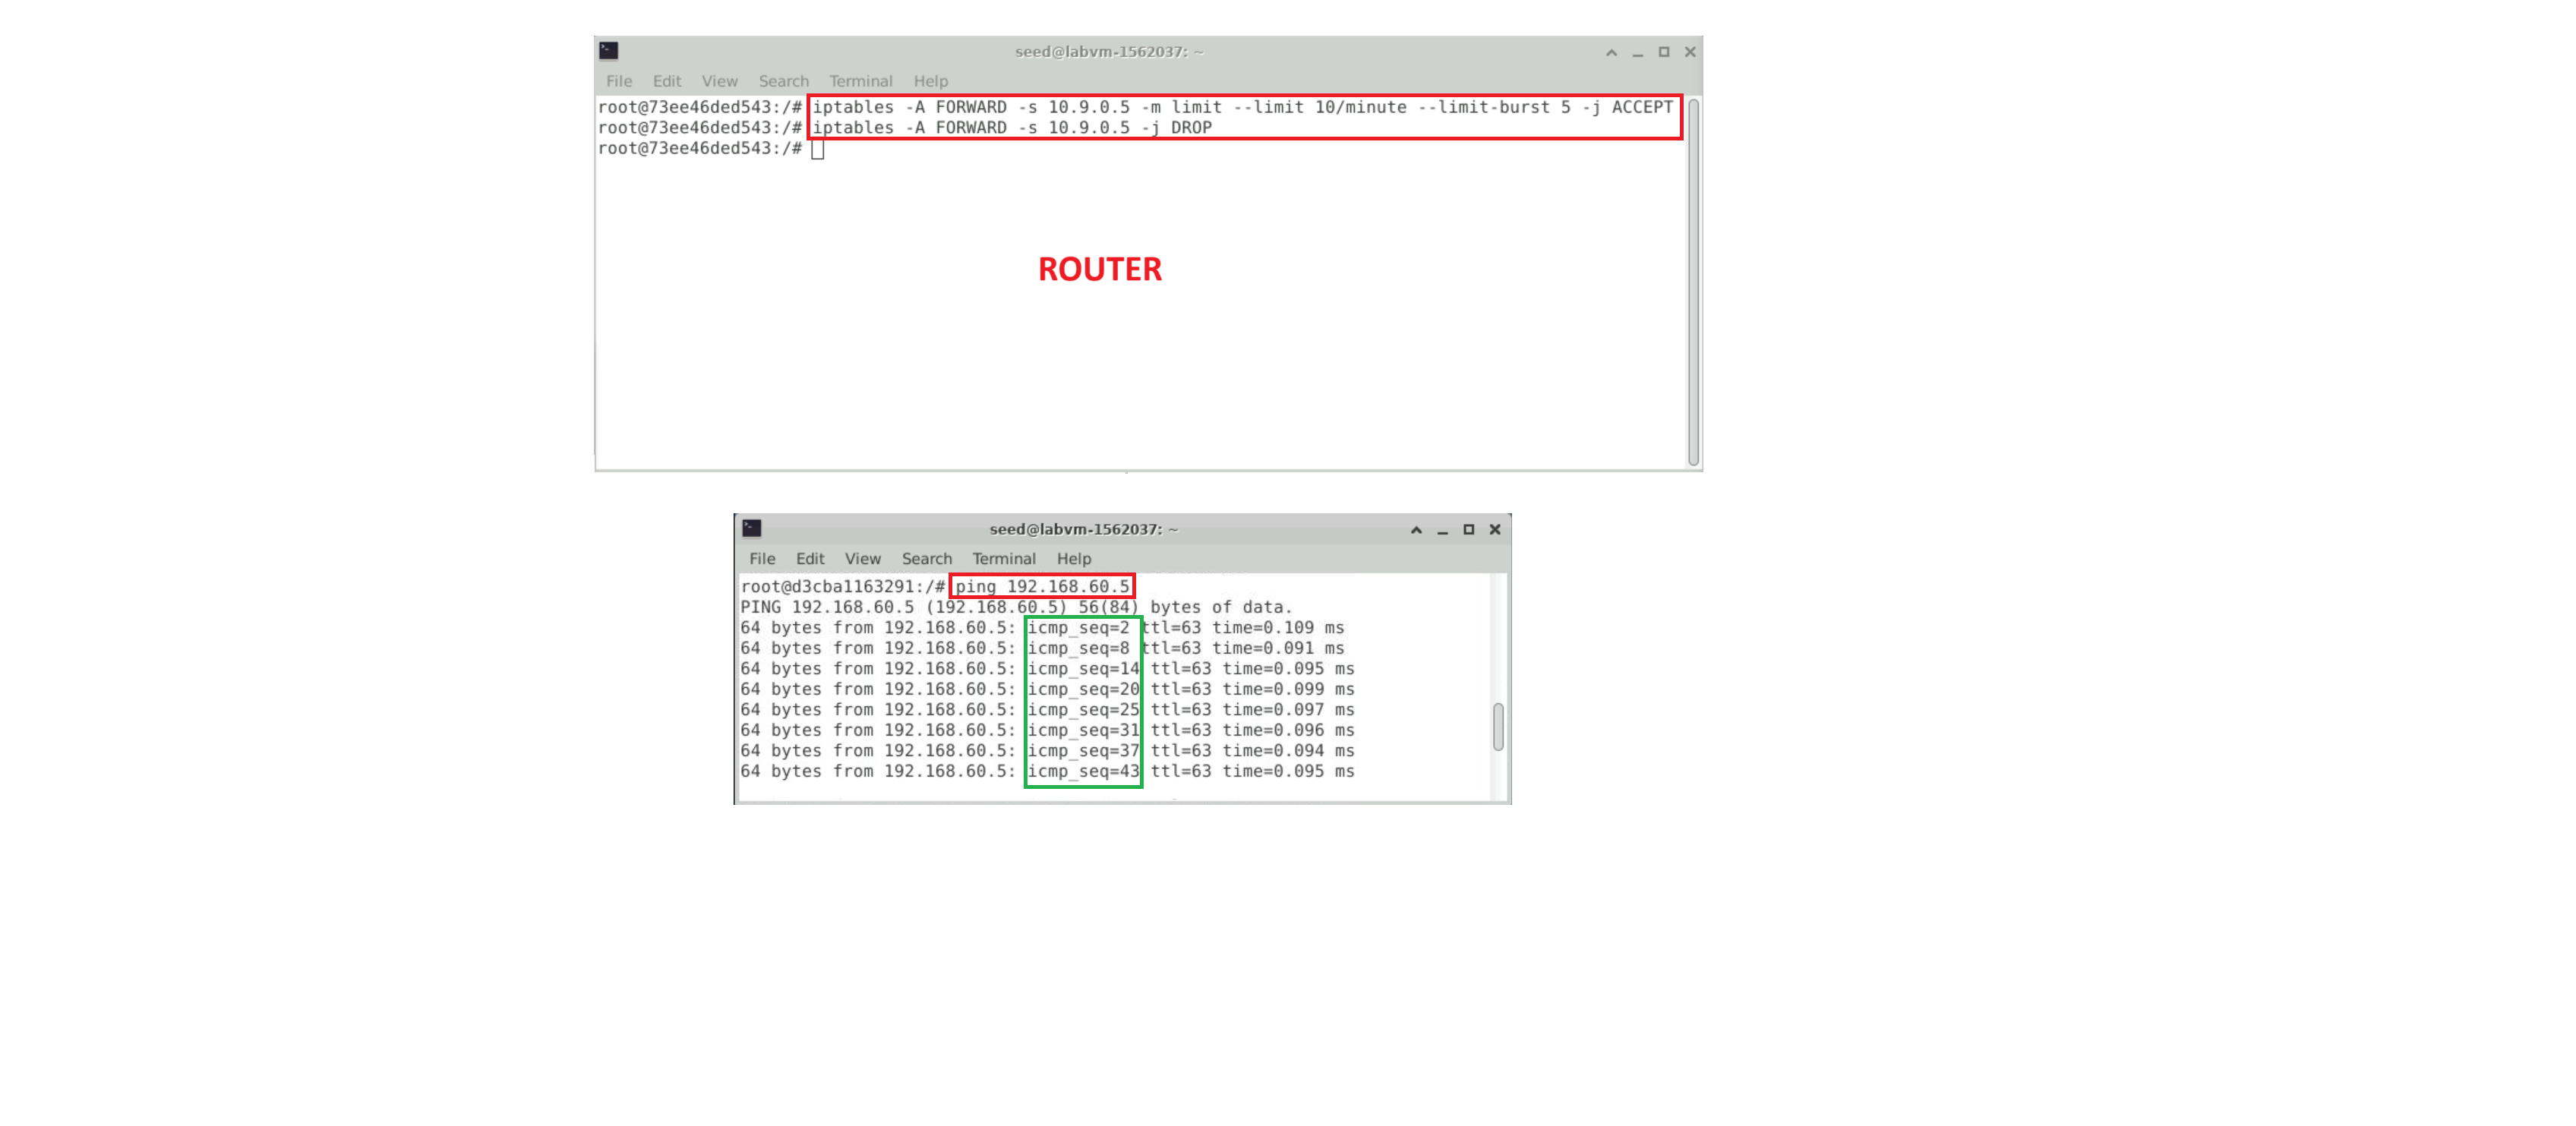 seed@labvm-1562037: ~
File Edit View Search Terminal Help
root@73ee46ded543:/# iptables -A FORWARD -s 10.9.0.5 -m limit --limit 10/minute --limit-burst 5 -j ACCEPT
root@73ee46ded543:/# iptables -A FORWARD -s 10.9.0.5 -j DROP
root@73ee46ded543:/#
ROUTER
seed@labvm-1562037: ~
File Edit View Search Terminal Help
root@d3cba1163291:/# ping 192.168.60.5
PING 192.168.60.5 (192.168.60.5) 56(84) bytes of data.
64 bytes from 192.168.60.5: icmp_seq=2 ttl=63 time=0.109 ms
64 bytes from 192.168.60.5: icmp_seq=8 ttl=63 time=0.091 ms
64 bytes from 192.168.60.5: icmp_seq=14 ttl=63 time=0.095 ms
64 bytes from 192.168.60.5: icmp_seq=20 ttl=63 time=0.099 ms
64 bytes from 192.168.60.5: icmp_seq=25 ttl=63 time=0.097 ms
64 bytes from 192.168.60.5: icmp_seq=31 ttl=63 time=0.096 ms
64 bytes from 192.168.60.5: icmp_seq=37 ttl=63 time=0.094 ms
64 bytes from 192.168.60.5: icmp_seq=43 ttl=63 time=0.095 ms